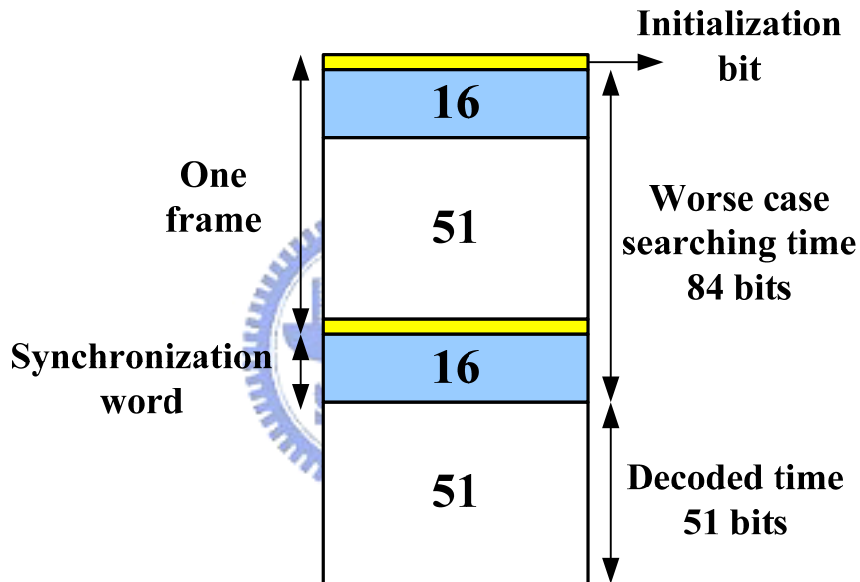 Initialization
bit
16
One
frame
51
Worse case
searching time
84 bits
Synchronization
word
16
51
Decoded time
51 bits